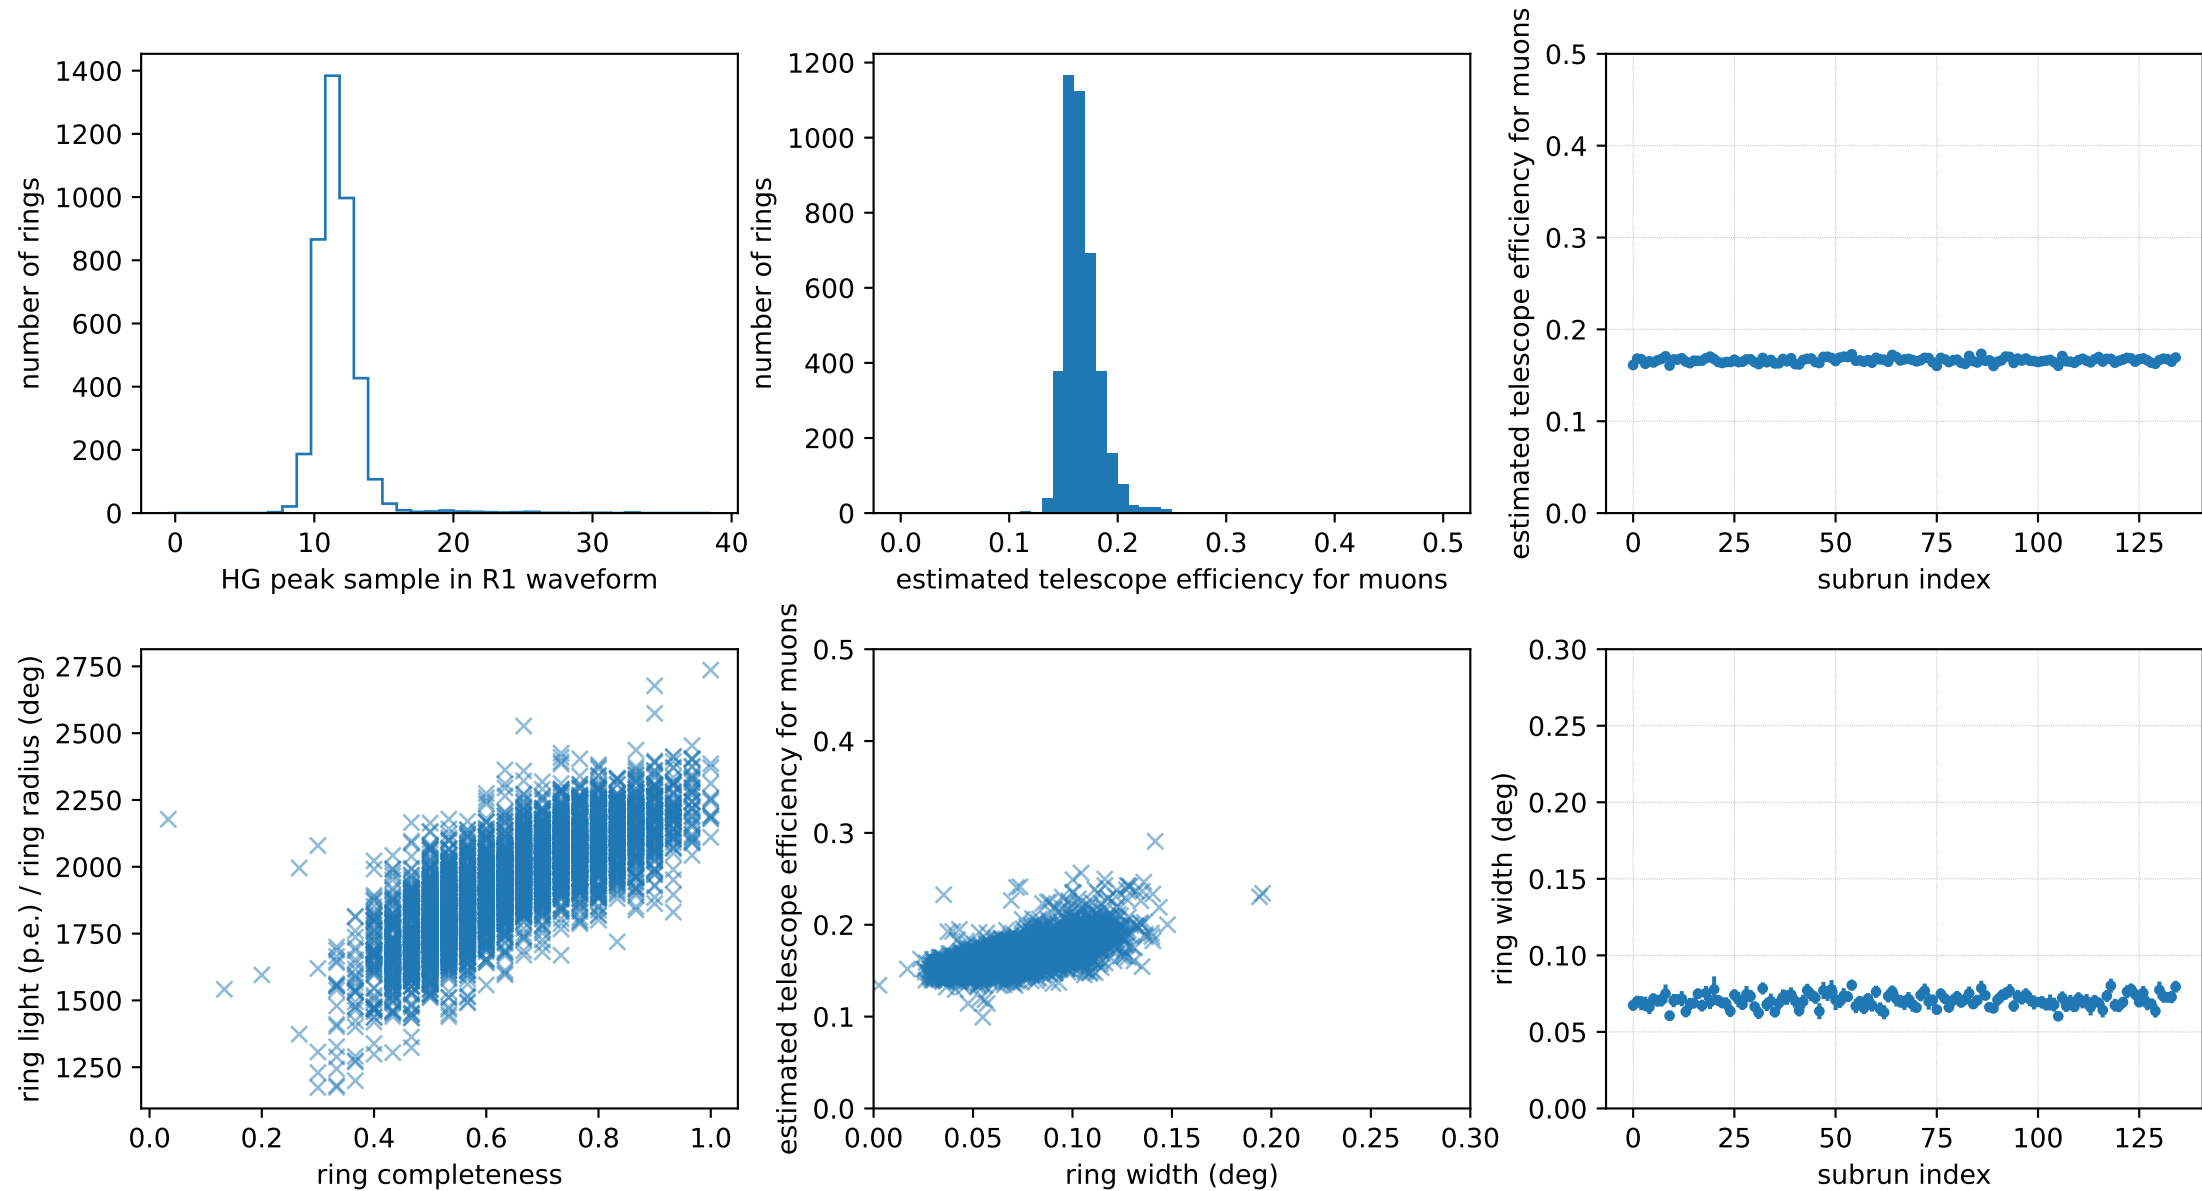 number of rings
1400
1200
1000
800
600
400
200
0
0 10 20 30 40
HG peak sample in R1 waveform
number of rings
1200
1000
800
600
400
200
0
0.0 0.1 0.2 0.3 0.4 0.5
estimated telescope efficiency for muons
estimated telescope efficiency for muons
0.5
0.4
0.3
0.2
0.1
0.0
0 25 50 75 100 125
subrun index
ring light (p.e.) / ring radius (deg)
2750
2500
2250
2000
1750
1500
1250
0.0 0.2 0.4 0.6 0.8 1.0
ring completeness
estimated telescope efficiency for muons
0.5
0.4
0.3
0.2
0.1
0.0
0.00 0.05 0.10 0.15 0.20 0.25 0.30
ring width (deg)
ring width (deg)
0.30
0.25
0.20
0.15
0.10
0.05
0.00
0 25 50 75 100 125
subrun index